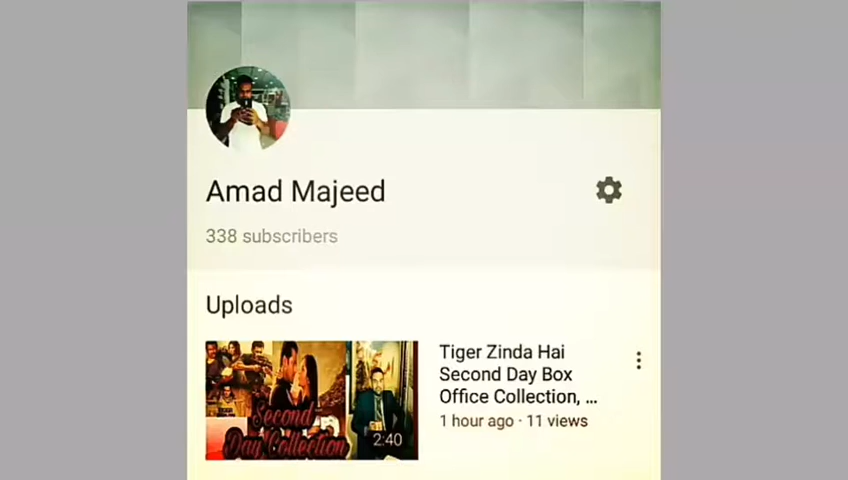 Amad Majeed
338 subscribers
Uploads
Tiger Zinda Hai
Second Day Box
Office Collection, ...
1 hour ago · 11 views
Second
Day Collection
2:40